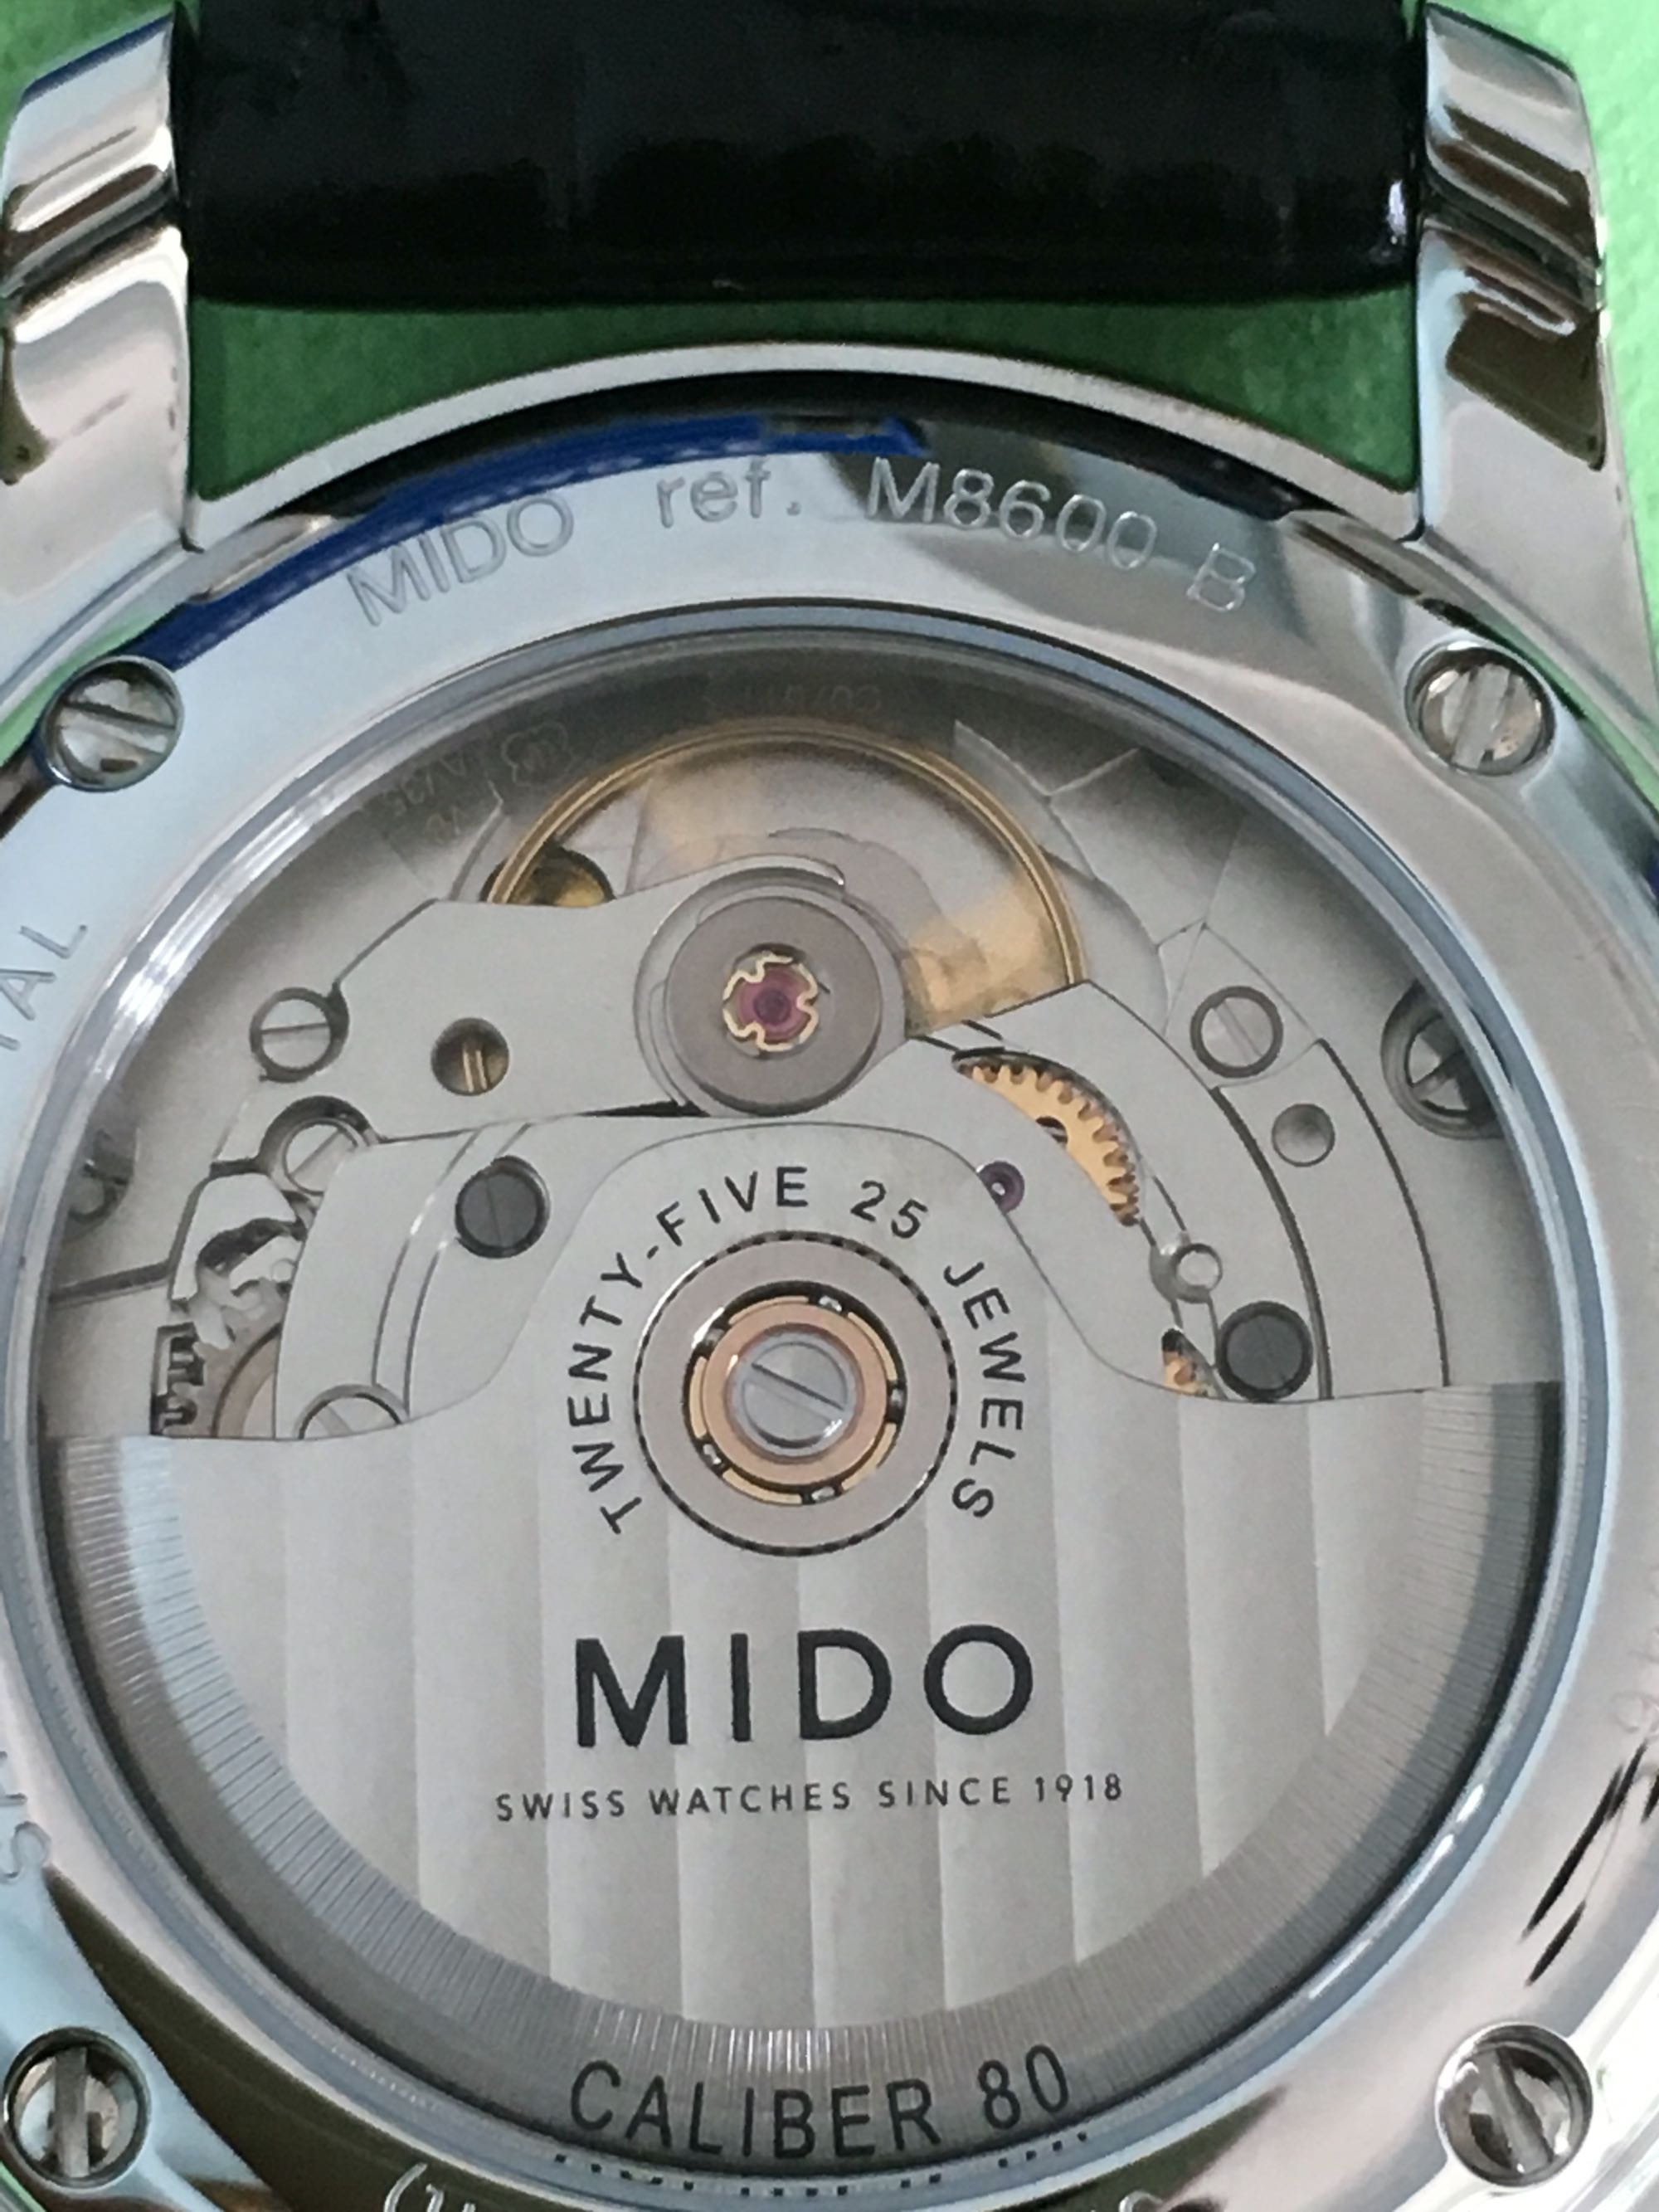 MIDO ref. M8600 B
TWENTY-FIVE 25 JEWELS
MIDO
SWISS WATCHES SINCE 1918
CALIBER 80